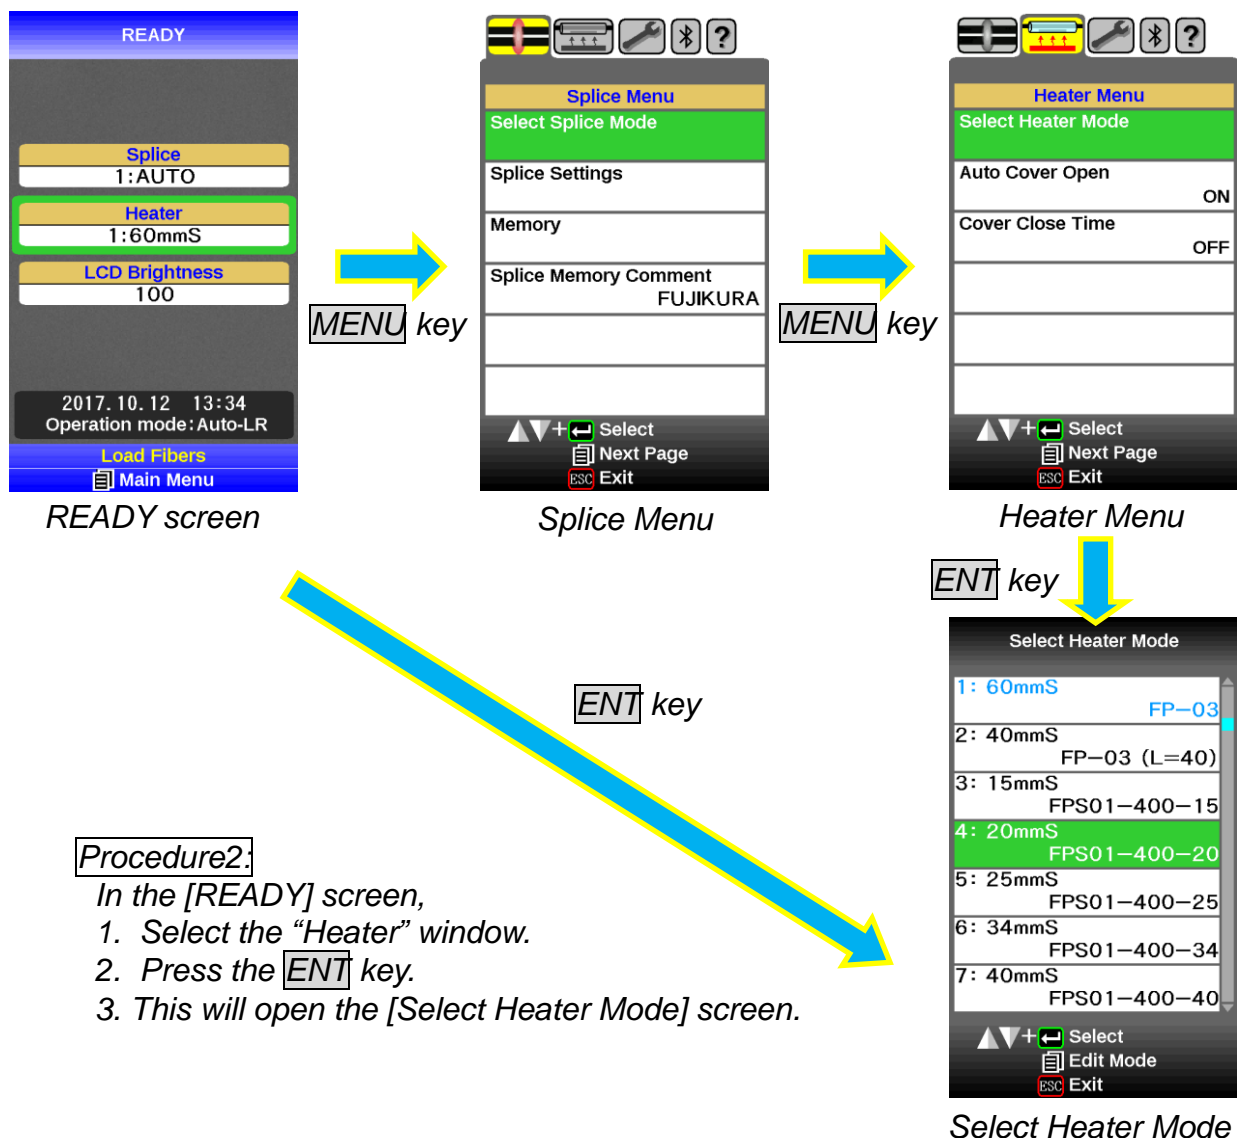 READY
Splice
1:AUTO
Heater
1:60mmS
LCD Brightness
100
2017.10.12 13:34
Operation mode:Auto-LR
Load Fibers
Main Menu
READY screen
MENU key
?
Splice Menu
Select Splice Mode
Splice Settings
Memory
Splice Memory Comment
FUJIKURA
+ Select
Next Page
ESC Exit
Splice Menu
MENU key
?
Heater Menu
Select Heater Mode
Auto Cover Open
ON
Cover Close Time
OFF
+ Select
Next Page
ESC Exit
Heater Menu
ENT key
ENT key
Select Heater Mode
1: 60mmS
FP-03
2: 40mmS
FP-03 (L=40)
3: 15mmS
FPS01-400-15
4: 20mmS
FPS01-400-20
5: 25mmS
FPS01-400-25
6: 34mmS
FPS01-400-34
7: 40mmS
FPS01-400-40
+ Select
Edit Mode
ESC Exit
Select Heater Mode
Procedure2:
In the [READY] screen,
1. Select the “Heater” window.
2. Press the ENT key.
3. This will open the [Select Heater Mode] screen.